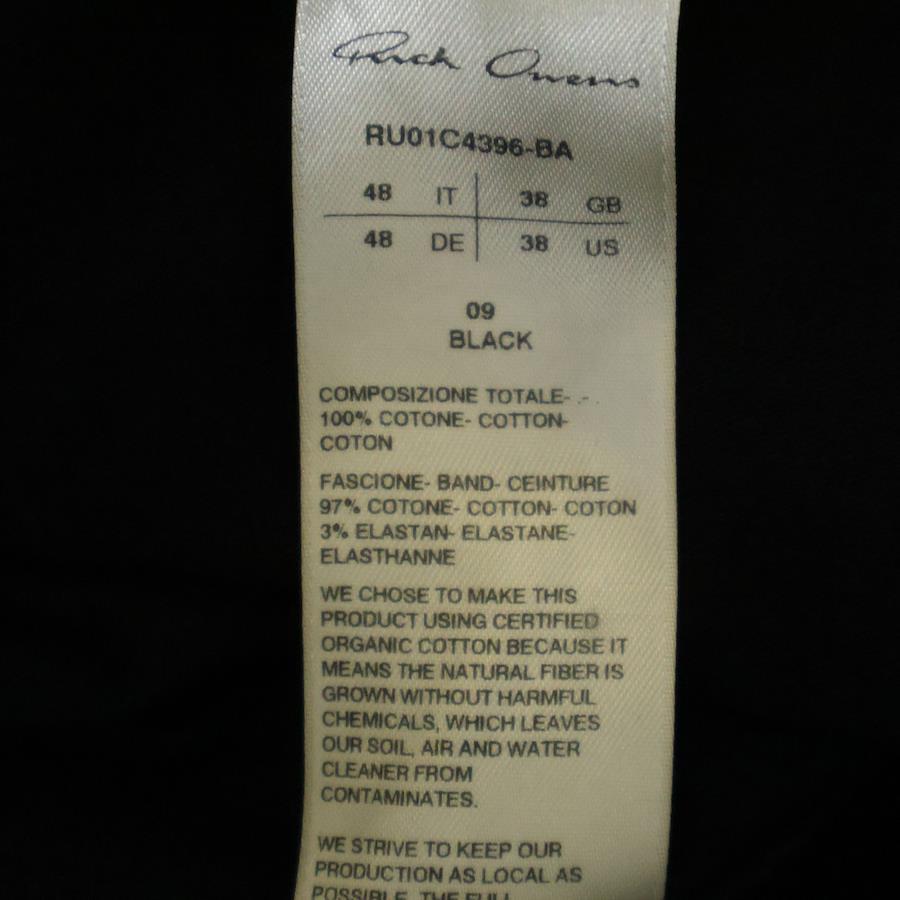 Rick Owens
RU01C4396-BA
48 IT 38 GB
48 DE 38 US
09
BLACK
COMPOSIZIONE TOTALE- .- .
100% COTONE- COTTON-
COTON
FASCIONE- BAND- CEINTURE
97% COTONE- COTTON- COTON
3% ELASTAN- ELASTANE-
ELASTHANNE
WE CHOSE TO MAKE THIS
PRODUCT USING CERTIFIED
ORGANIC COTTON BECAUSE IT
MEANS THE NATURAL FIBER IS
GROWN WITHOUT HARMFUL
CHEMICALS, WHICH LEAVES
OUR SOIL, AIR AND WATER
CLEANER FROM
CONTAMINATES.
WE STRIVE TO KEEP OUR
PRODUCTION AS LOCAL AS
POSSIBLE. THE FULL